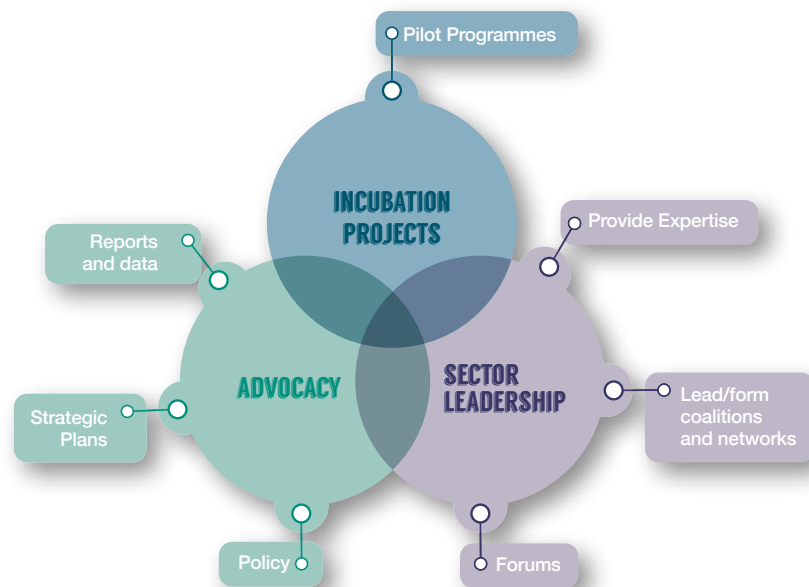 Pilot Programmes
INCUBATION
PROJECTS
Provide Expertise
Reports
and data
ADVOCACY
SECTOR
LEADERSHIP
Lead/form
coalitions
and networks
Strategic
Plans
Policy
Forums